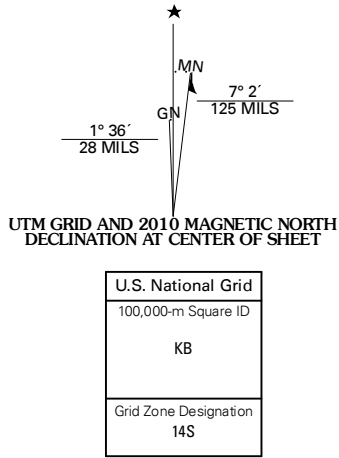 MN
GN
7° 2´
125 MILS
1° 36´
28 MILS
UTM GRID AND 2010 MAGNETIC NORTH
DECLINATION AT CENTER OF SHEET
U.S. National Grid
100,000-m Square ID
KB
Grid Zone Designation
14S